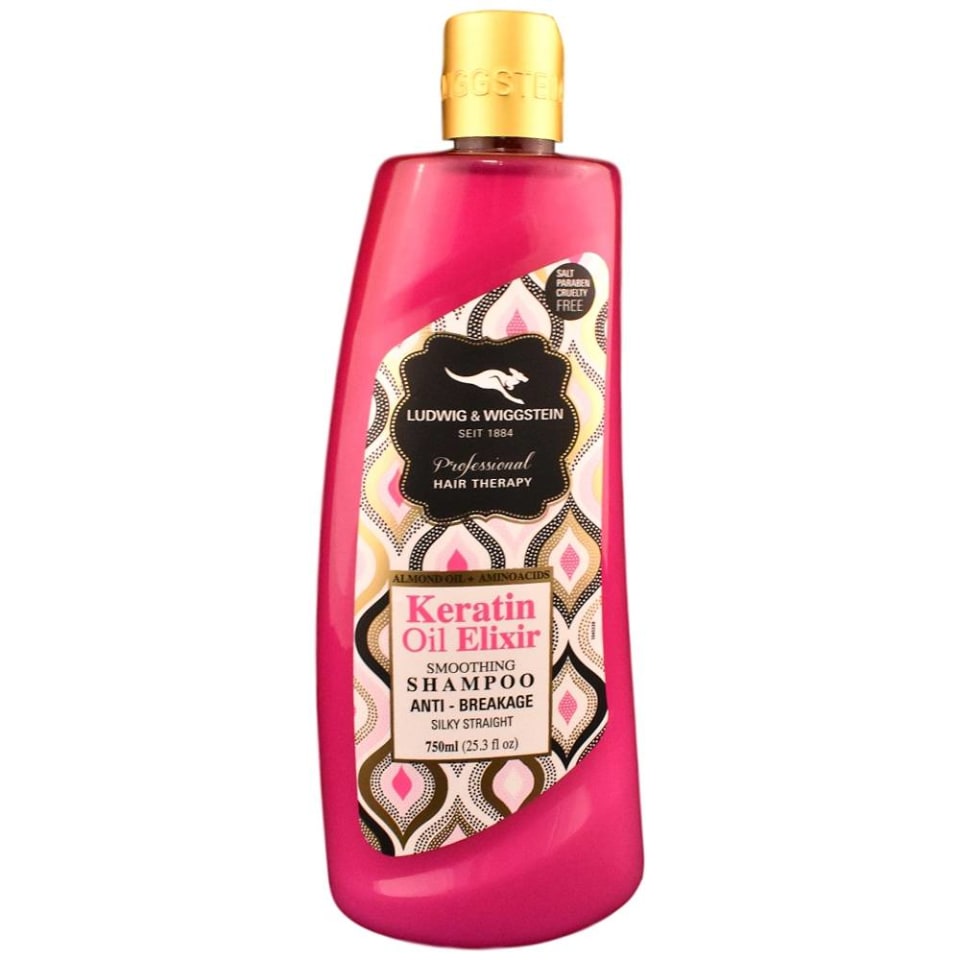 WIGGSTEIN
SALT
PARABEN
CRUELTY
FREE
LUDWIG & WIGGSTEIN
SEIT 1884
Professional
HAIR THERAPY
ALMOND OIL + AMINOACIDS
Keratin
Oil Elixir
SMOOTHING
SHAMPOO
ANTI - BREAKAGE
SILKY STRAIGHT
750ml (25.3 fl oz)